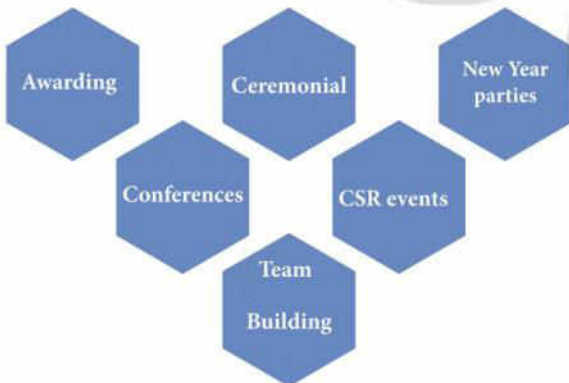 Awarding
Ceremonial
New Year
parties
Conferences
CSR events
Team
Building